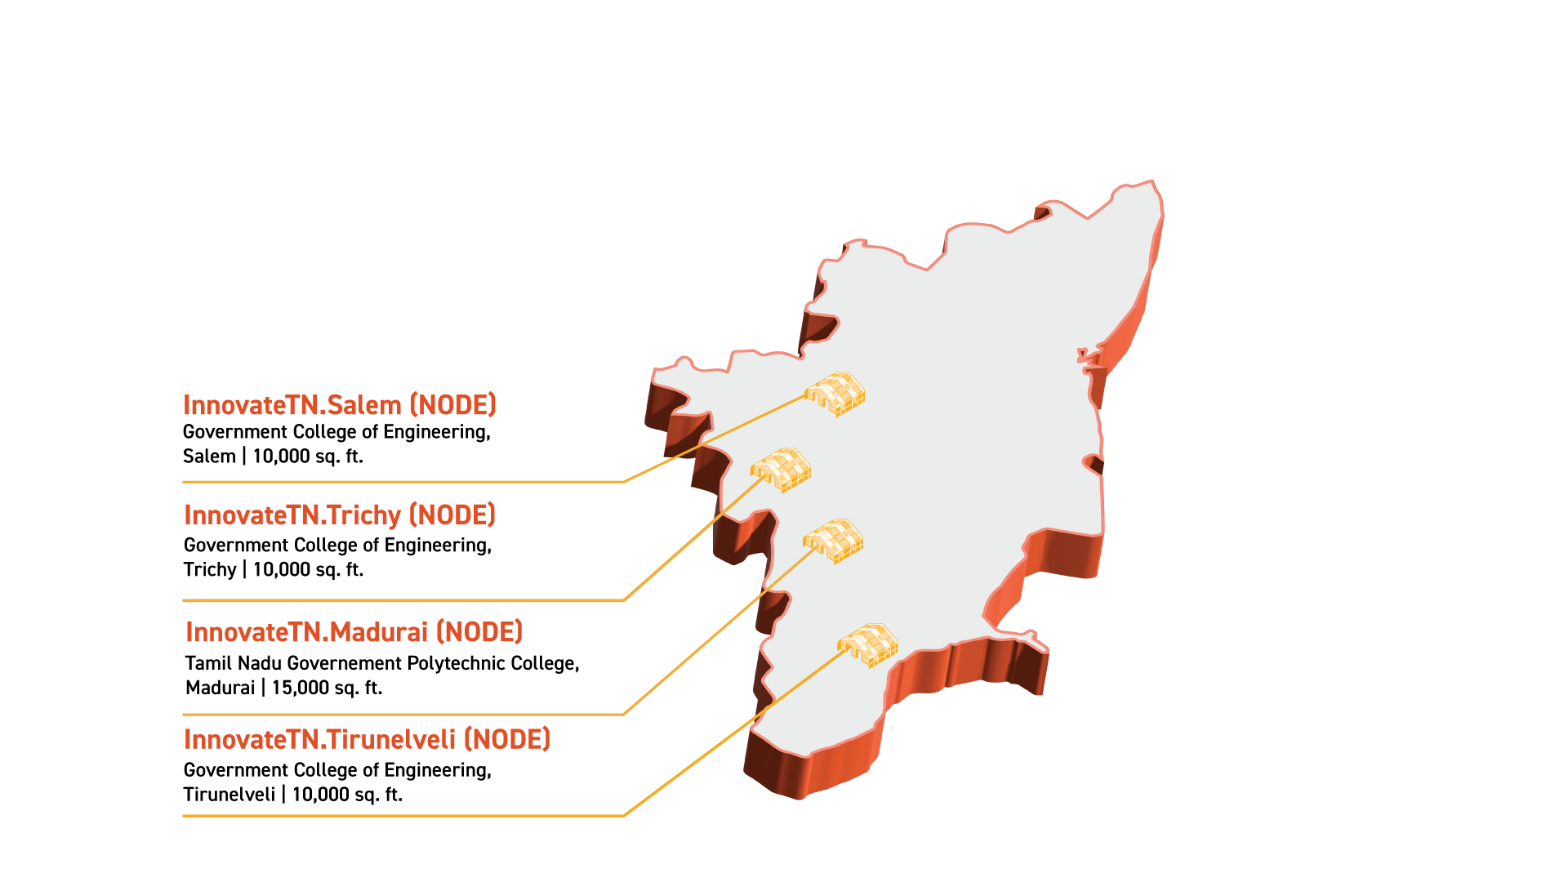 InnovateTN.Salem (NODE)
Government College of Engineering,
Salem | 10,000 sq. ft.
InnovateTN.Trichy (NODE)
Government College of Engineering,
Trichy | 10,000 sq. ft.
InnovateTN.Madurai (NODE)
Tamil Nadu Governement Polytechnic College,
Madurai | 15,000 sq. ft.
InnovateTN.Tirunelveli (NODE)
Government College of Engineering,
Tirunelveli | 10,000 sq. ft.